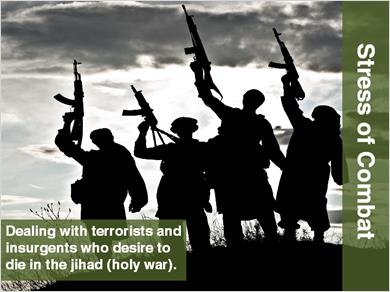 Stress of Combat
Dealing with terrorists and
insurgents who desire to
die in the jihad (holy war).